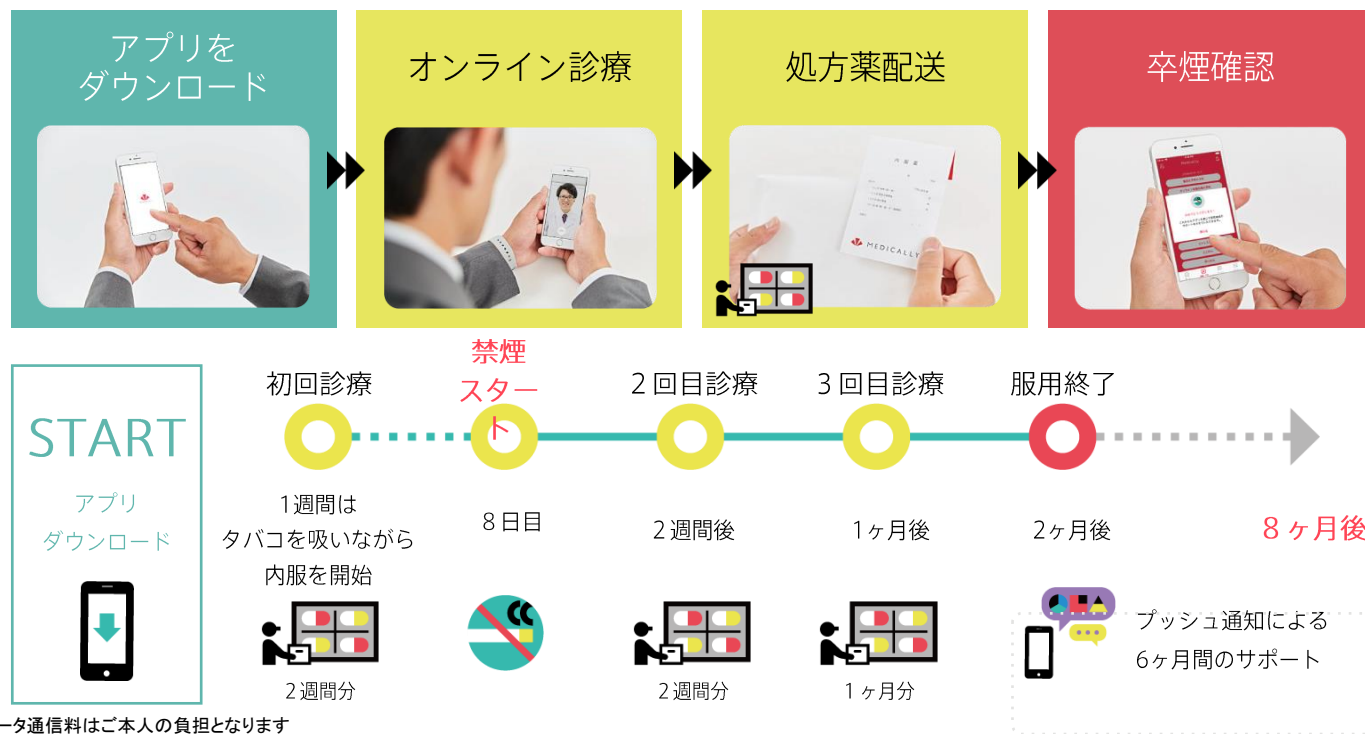 アプリを
ダウンロード
オンライン診療
処方薬配送
卒煙確認
MEDICALLY
START
アプリ
ダウンロード
初回診療
1週間は
タバコを吸いながら
内服を開始
2週間分
禁煙
スター
ト
8日目
2回目診療
2週間後
2週間分
3回目診療
1ヶ月後
1ヶ月分
服用終了
2ヶ月後
8ヶ月後
プッシュ通知による
6ヶ月間のサポート
ータ通信料はご本人の負担となります